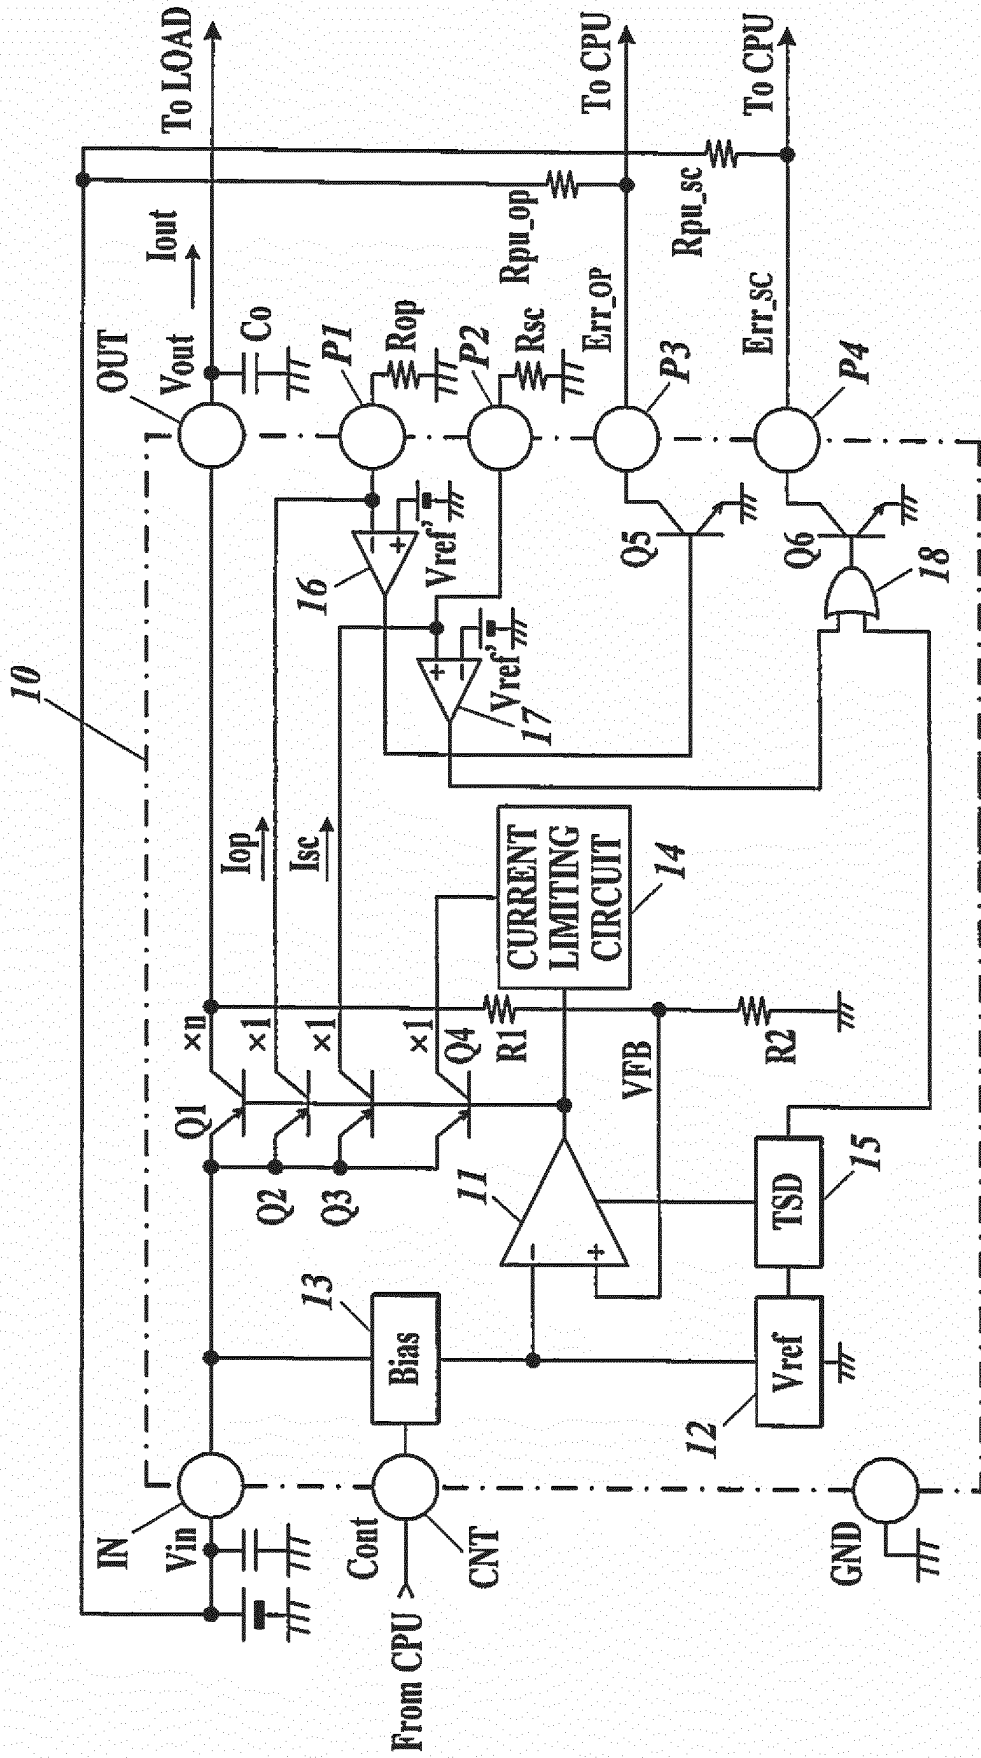 10
IN
Vin
From CPU
Cont
CNT
GND
13
Bias
12
Vref
TSD
15
11
Q1
Q2
Q3
Q4
×n
×1
×1
×1
R1
VFB
R2
CURRENT
LIMITING
CIRCUIT
14
Iop
Isc
16
Vref'
17
Vref'
Q5
Q6
18
OUT
Vout
Iout
Co
To LOAD
P1
Rop
P2
Rsc
Rpu_op
Err_OP
P3
To CPU
Rpu_sc
Err_SC
P4
To CPU